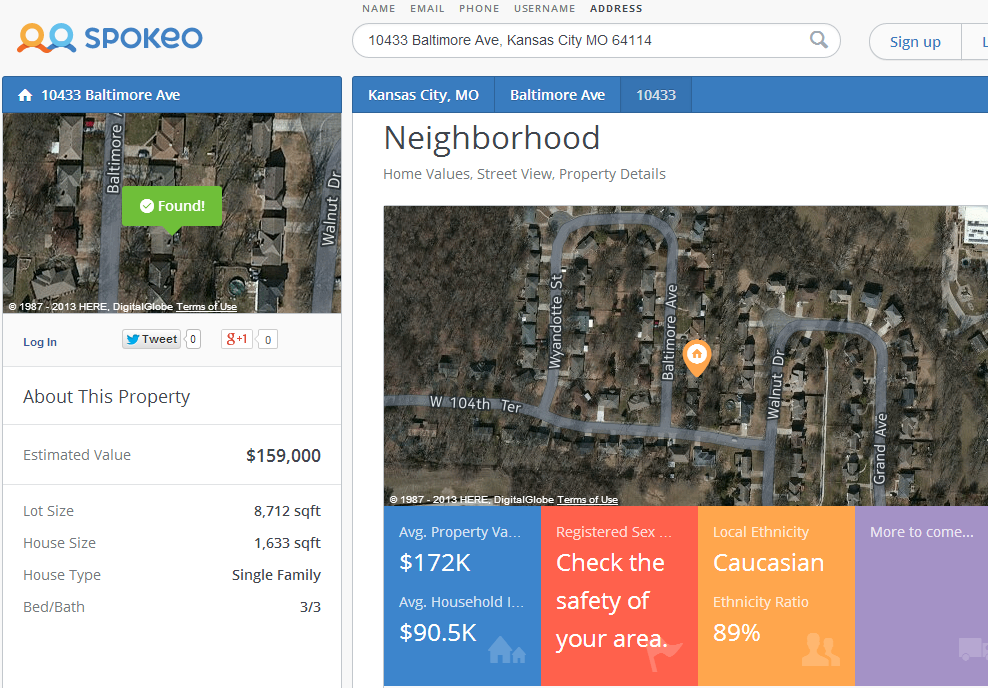 NAME EMAIL PHONE USERNAME ADDRESS
SPOKEO
10433 Baltimore Ave, Kansas City MO 64114
Sign up
L
10433 Baltimore Ave
Kansas City, MO Baltimore Ave 10433
Baltimore A
Found!
Walnut Dr
© 1987 - 2013 HERE, DigitalGlobe Terms of Use
Log In
Tweet 0
g+1 0
About This Property
Estimated Value $159,000
Lot Size 8,712 sqft
House Size 1,633 sqft
House Type Single Family
Bed/Bath 3/3
Neighborhood
Home Values, Street View, Property Details
Wyandotte St
Baltimore Ave
W 104th Ter
Walnut Dr
Grand Ave
© 1987 - 2013 HERE, DigitalGlobe Terms of Use
Avg. Property Va...
$172K
Avg. Household I...
$90.5K
Registered Sex ...
Check the
safety of
your area.
Local Ethnicity
Caucasian
Ethnicity Ratio
89%
More to come...